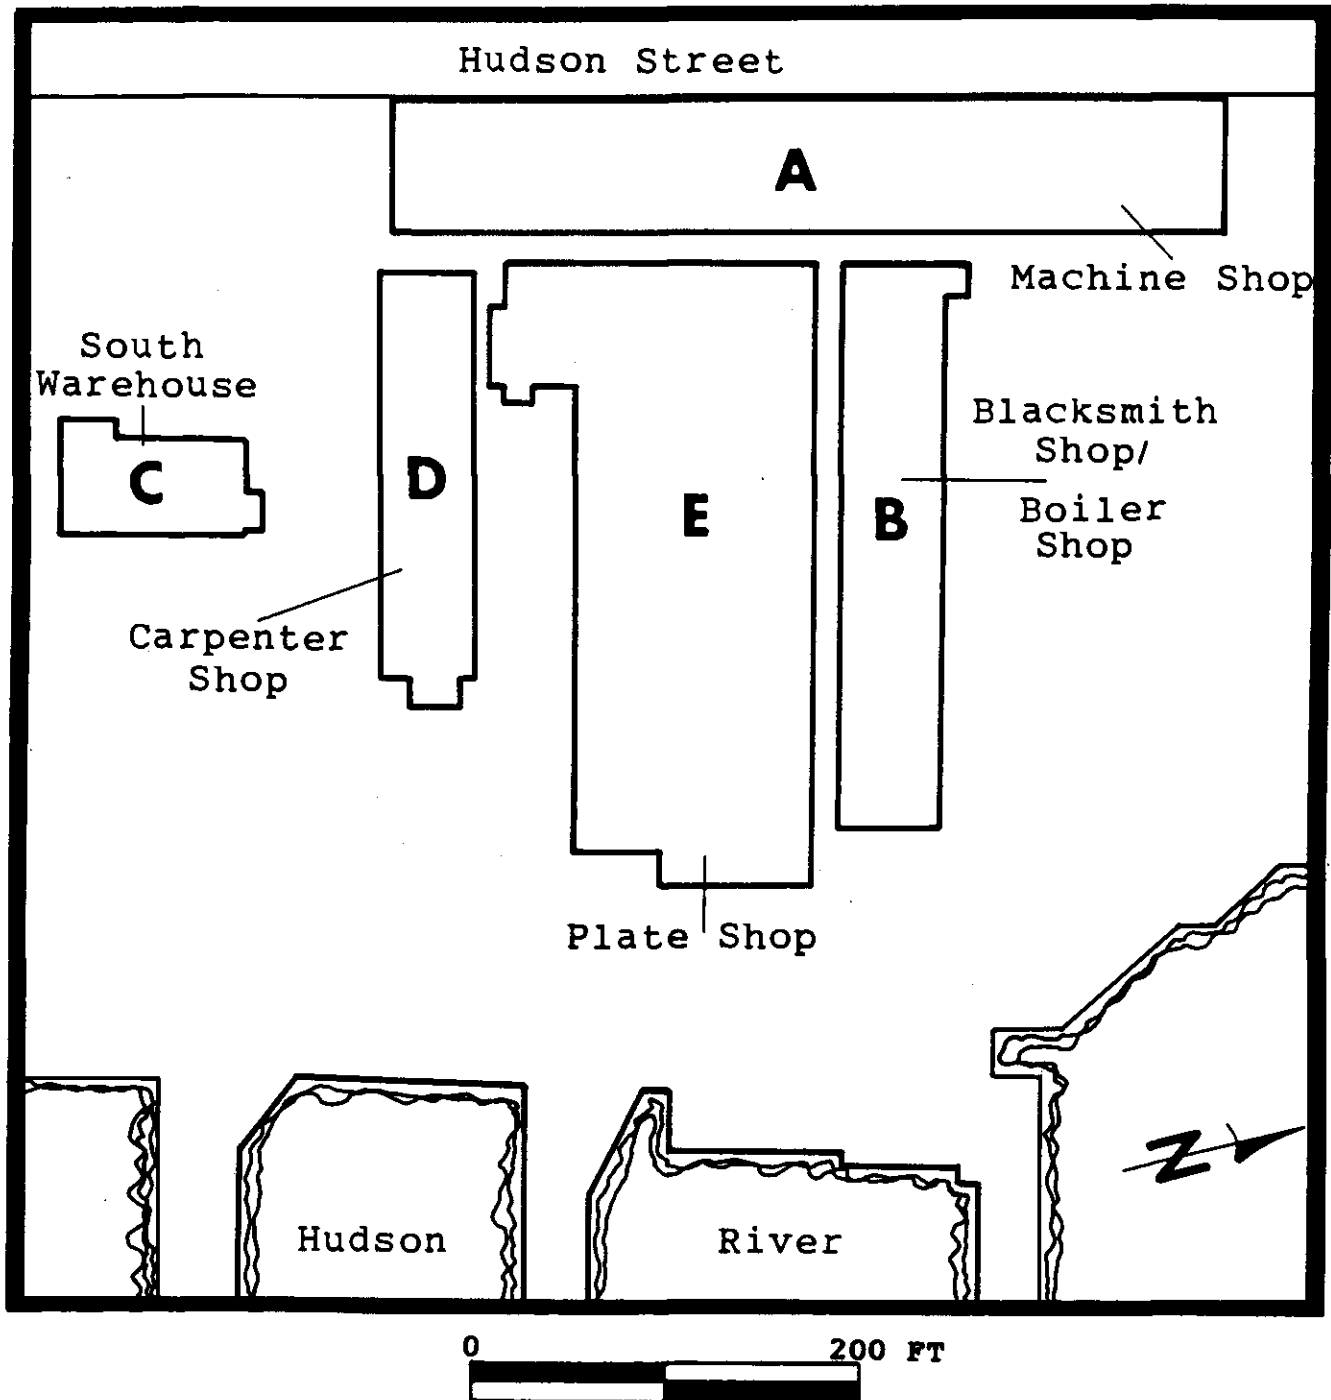 Hudson Street
A
Machine Shop
South
Warehouse
C
D
E
B
Blacksmith
Shop/
Boiler
Shop
Carpenter
Shop
Plate Shop
N
Hudson River
0 200 FT